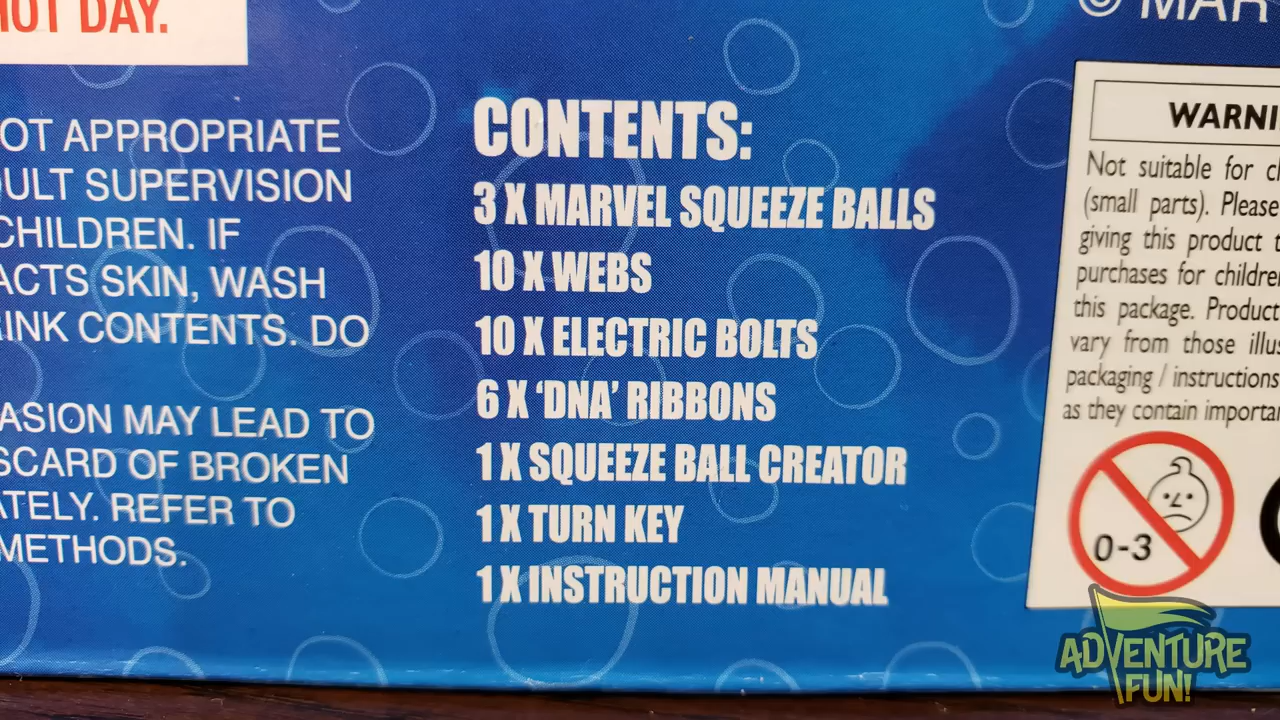 HOT DAY.
OT APPROPRIATE
ULT SUPERVISION
CHILDREN. IF
ACTS SKIN, WASH
INK CONTENTS. DO
ASION MAY LEAD TO
SCARD OF BROKEN
ATELY. REFER TO
METHODS.
CONTENTS:
3 X MARVEL SQUEEZE BALLS
10 X WEBS
10 X ELECTRIC BOLTS
6 X ‘DNA’ RIBBONS
1 X SQUEEZE BALL CREATOR
1 X TURN KEY
1 X INSTRUCTION MANUAL
© MAR
WARNI
Not suitable for c
(small parts). Please
giving this product
purchases for childre
this package. Product
vary from those illus
packaging / instructions
as they contain importa
0-3
ADVENTURE
FUN!